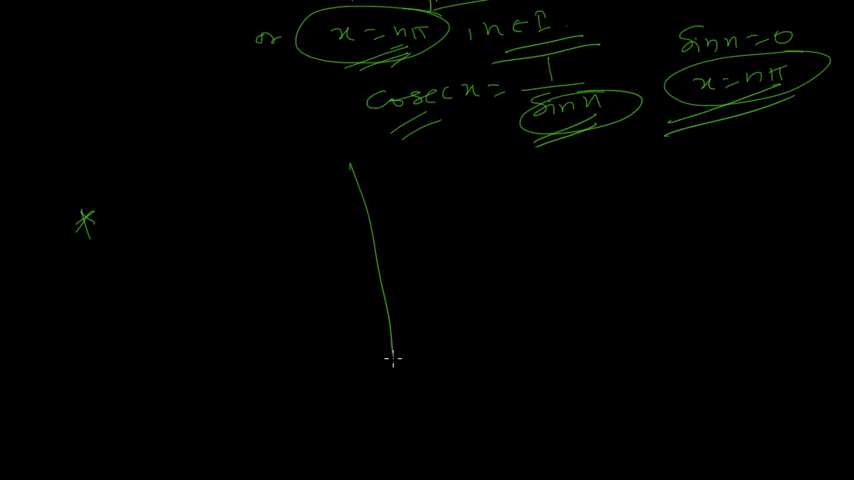 or x = nπ , n ∈ I.
sin x = 0
cosec x = 1/sin x
x = nπ
*